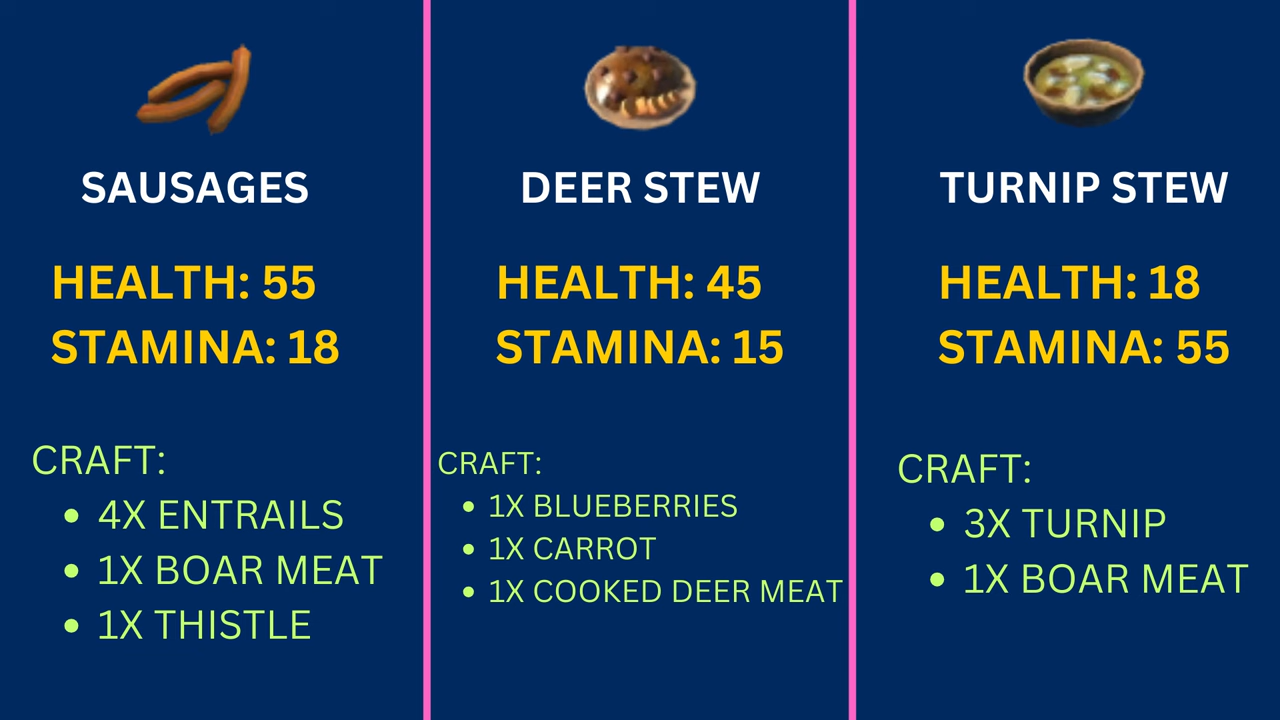 SAUSAGES
HEALTH: 55
STAMINA: 18
CRAFT:
• 4X ENTRAILS
• 1X BOAR MEAT
• 1X THISTLE
DEER STEW
HEALTH: 45
STAMINA: 15
CRAFT:
• 1X BLUEBERRIES
• 1X CARROT
• 1X COOKED DEER MEAT
TURNIP STEW
HEALTH: 18
STAMINA: 55
CRAFT:
• 3X TURNIP
• 1X BOAR MEAT